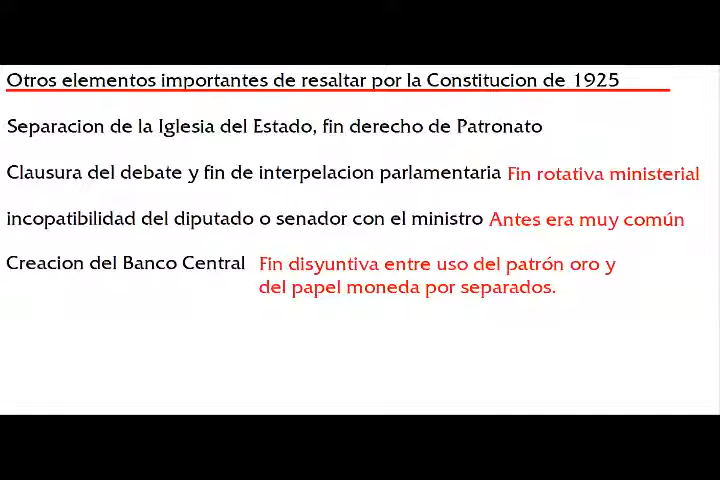 Otros elementos importantes de resaltar por la Constitucion de 1925
Separacion de la Iglesia del Estado, fin derecho de Patronato
Clausura del debate y fin de interpelacion parlamentaria Fin rotativa ministerial
incopatibilidad del diputado o senador con el ministro Antes era muy común
Creacion del Banco Central Fin disyuntiva entre uso del patrón oro y
del papel moneda por separados.